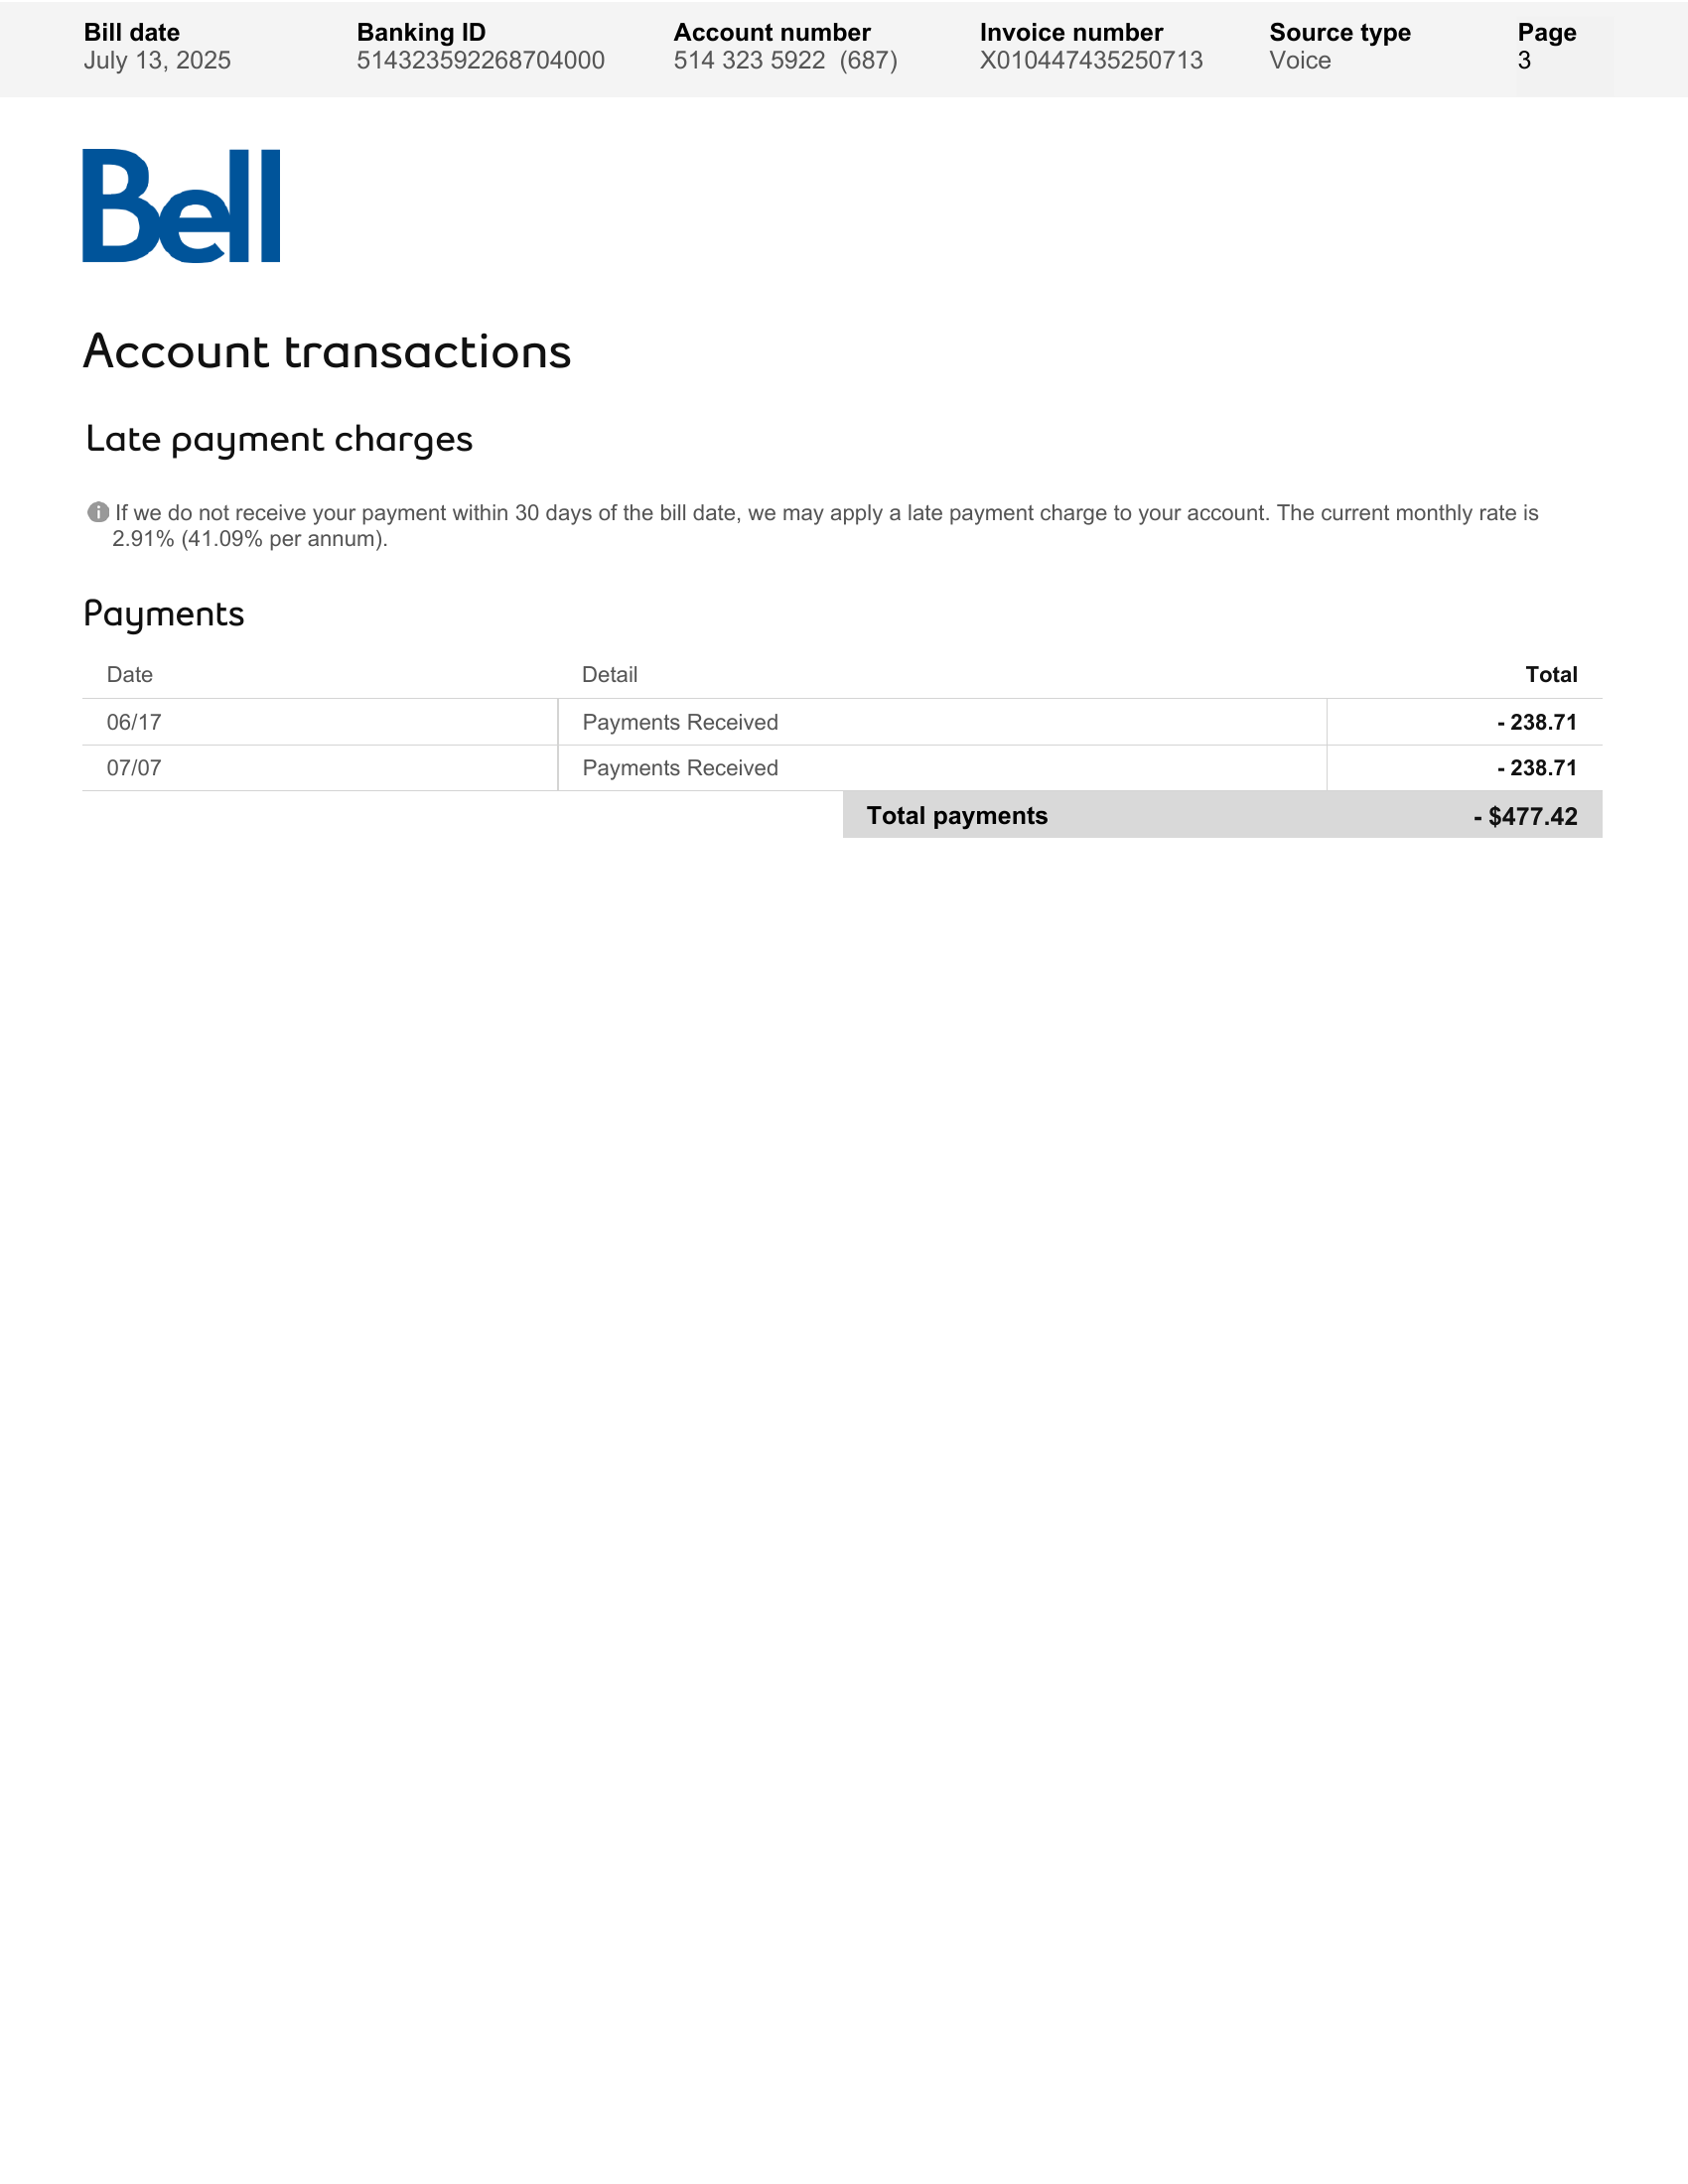 Bill date Banking ID Account number Invoice number Source type Page
July 13, 2025 514323592268704000 514 323 5922 (687) X010447435250713 Voice 3
Bell
Account transactions
Late payment charges
If we do not receive your payment within 30 days of the bill date, we may apply a late payment charge to your account. The current monthly rate is
2.91% (41.09% per annum).
Payments
Date Detail Total
06/17 Payments Received - 238.71
07/07 Payments Received - 238.71
Total payments - $477.42